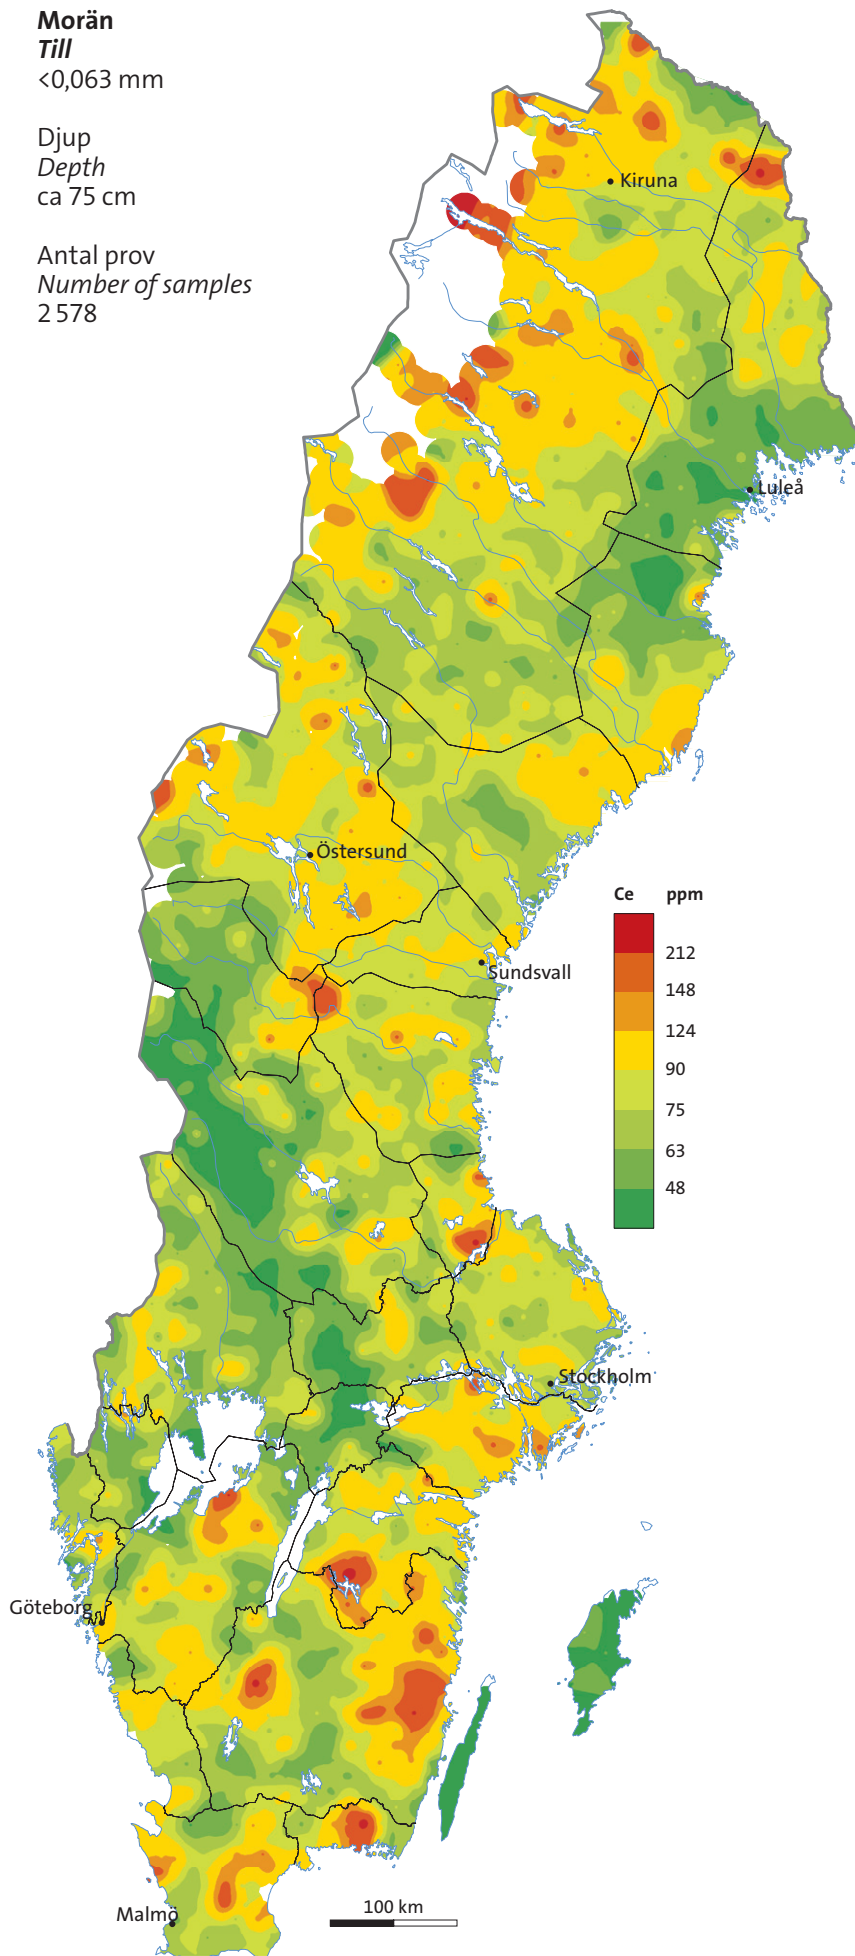 Morän
Till
<0,063 mm
Djup
Depth
ca 75 cm
Antal prov
Number of samples
2 578
Kiruna
Luleå
Östersund
Sundsvall
Ce ppm
212
148
124
90
75
63
48
Stockholm
Göteborg
Malmö
100 km